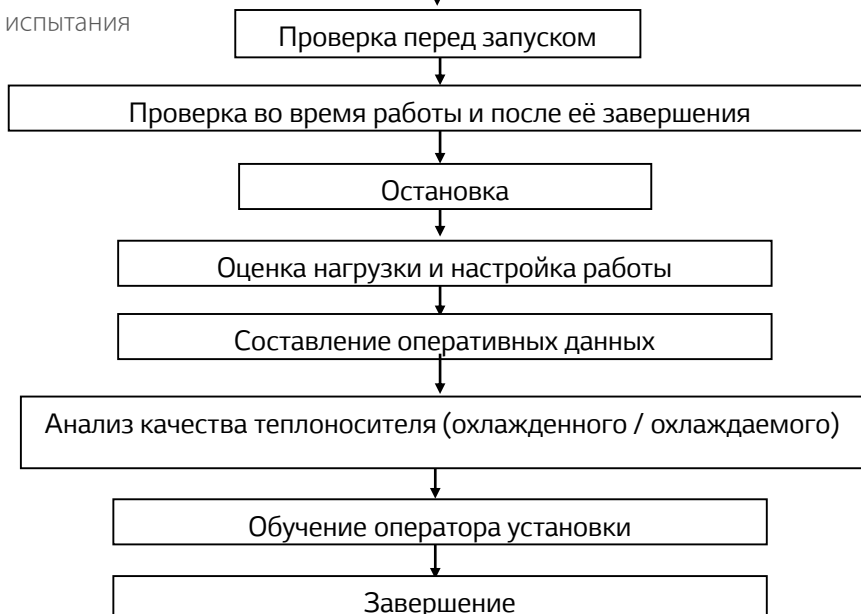 испытания
Проверка перед запуском
Проверка во время работы и после её завершения
Остановка
Оценка нагрузки и настройка работы
Составление оперативных данных
Анализ качества теплоносителя (охлажденного / охлаждаемого)
Обучение оператора установки
Завершение